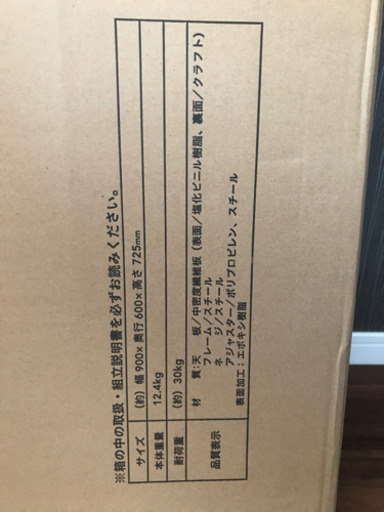 ※箱の中の取扱・組立説明書を必ずお読みください。
サイズ (約) 幅900×奥行600×高さ725mm
本体重量 12.4kg
耐荷重 (約) 30kg
品質表示 材 質:天 板/中密度繊維板(表面/塩化ビニル樹脂、裏面/クラフト)
フレーム/スチール
ネ ジ/スチール
アジャスター/ポリプロピレン、スチール
表面加工:エポキシ樹脂